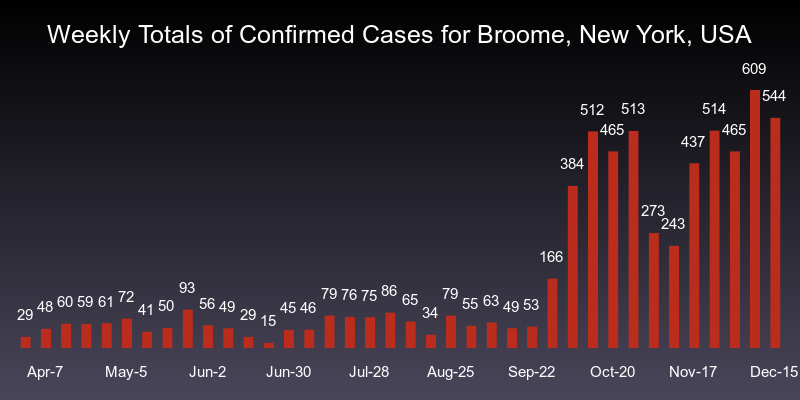 Weekly Totals of Confirmed Cases for Broome, New York, USA
29 48 60 59 61 72 41 50 93 56 49 29 15 45 46 79 76 75 86 65 34 79 55 63 49 53 166 384 512 465 513 273 243 437 514 465 609 544
Apr-7 May-5 Jun-2 Jun-30 Jul-28 Aug-25 Sep-22 Oct-20 Nov-17 Dec-15